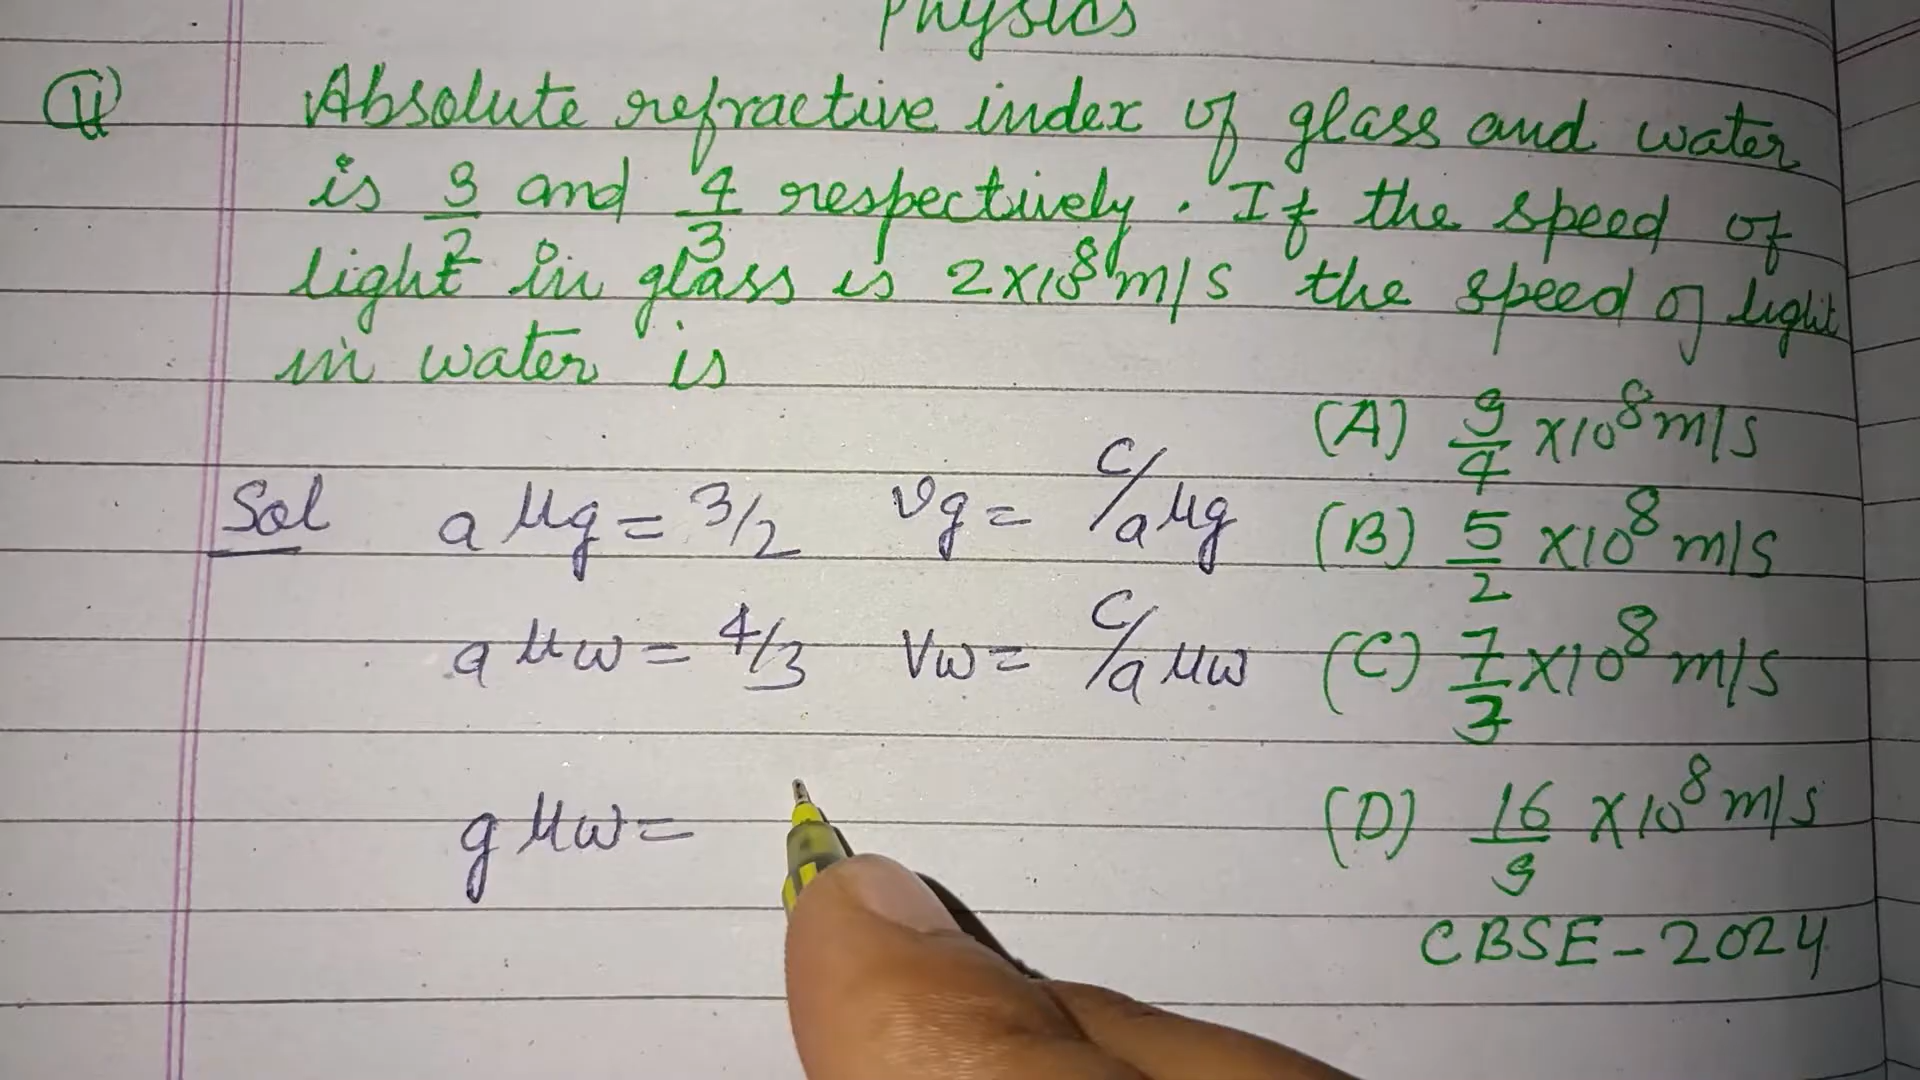 Physics
Q4 Absolute refractive index of glass and water
is 3/2 and 4/3 respectively. If the speed of
light in glass is 2×10⁸ m/s the speed of light
in water is
(A) 9/4 ×10⁸ m/s
Sol aμg = 3/2 vg = c/aμg (B) 5/2 ×10⁸ m/s
aμw = 4/3 vw = c/aμw (C) 7/3 ×10⁸ m/s
gμw = (D) 16/9 ×10⁸ m/s
CBSE-2024